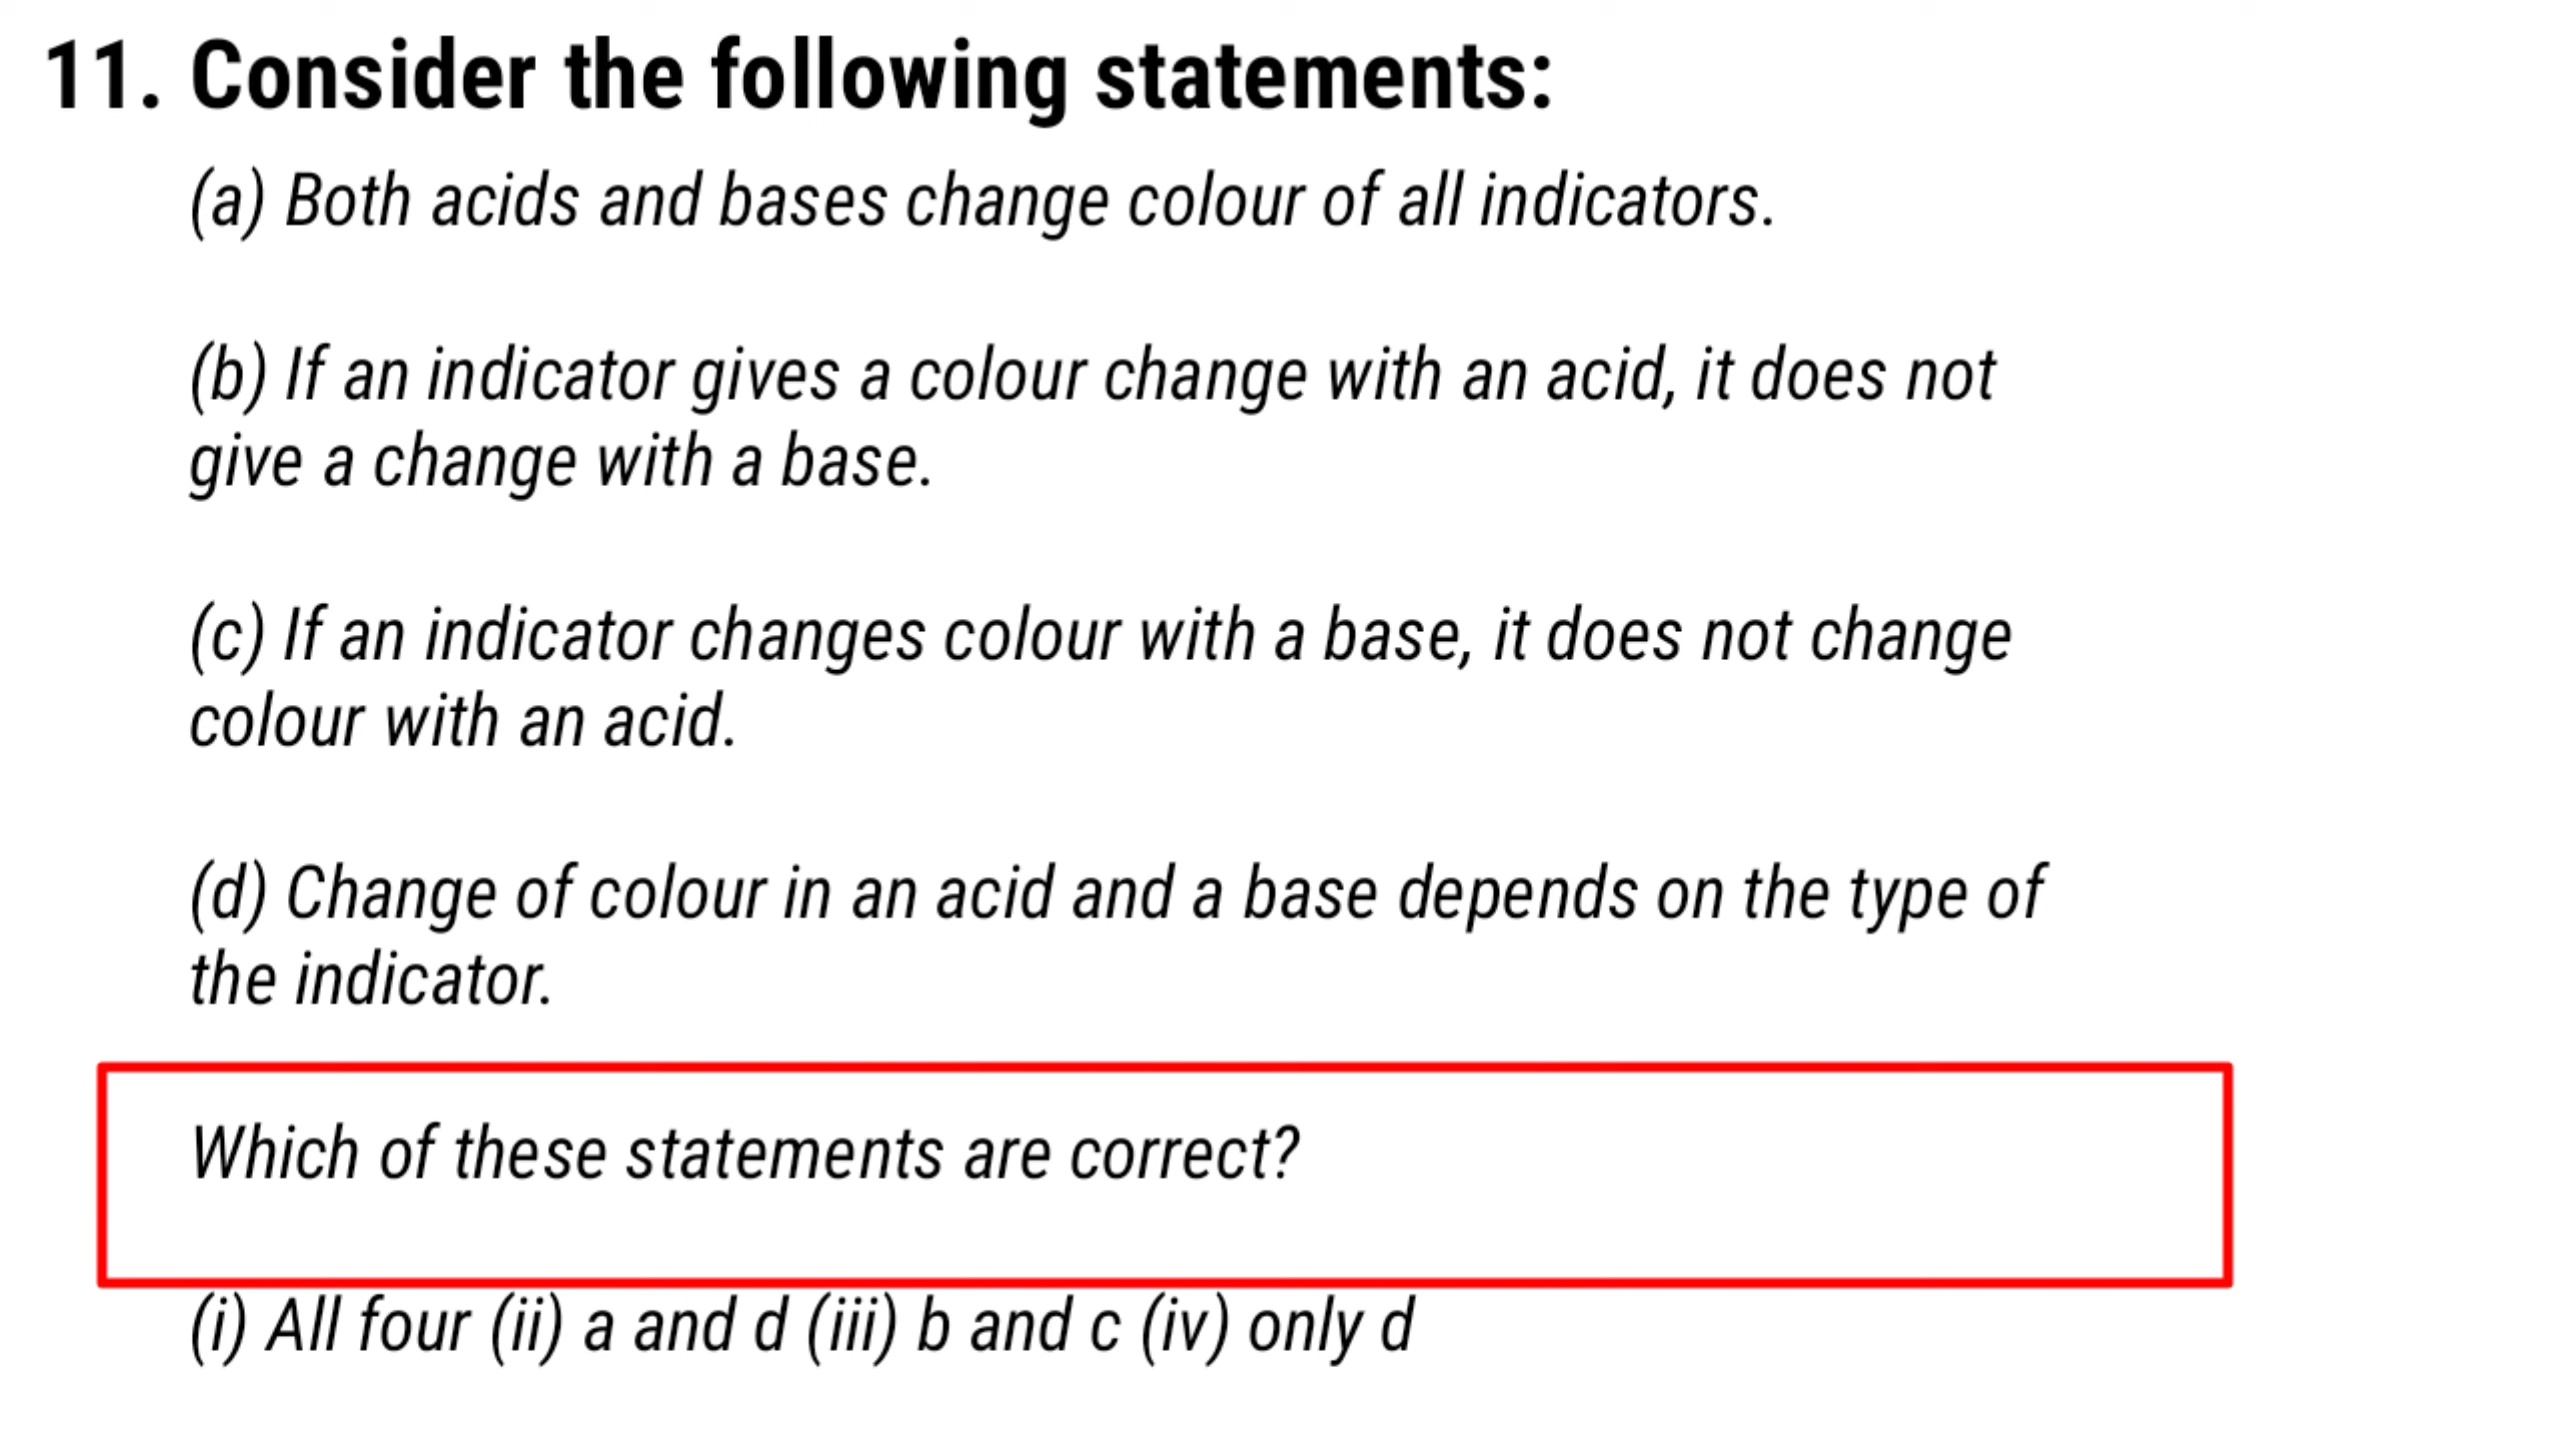 11. Consider the following statements:
(a) Both acids and bases change colour of all indicators.
(b) If an indicator gives a colour change with an acid, it does not
give a change with a base.
(c) If an indicator changes colour with a base, it does not change
colour with an acid.
(d) Change of colour in an acid and a base depends on the type of
the indicator.
Which of these statements are correct?
(i) All four (ii) a and d (iii) b and c (iv) only d